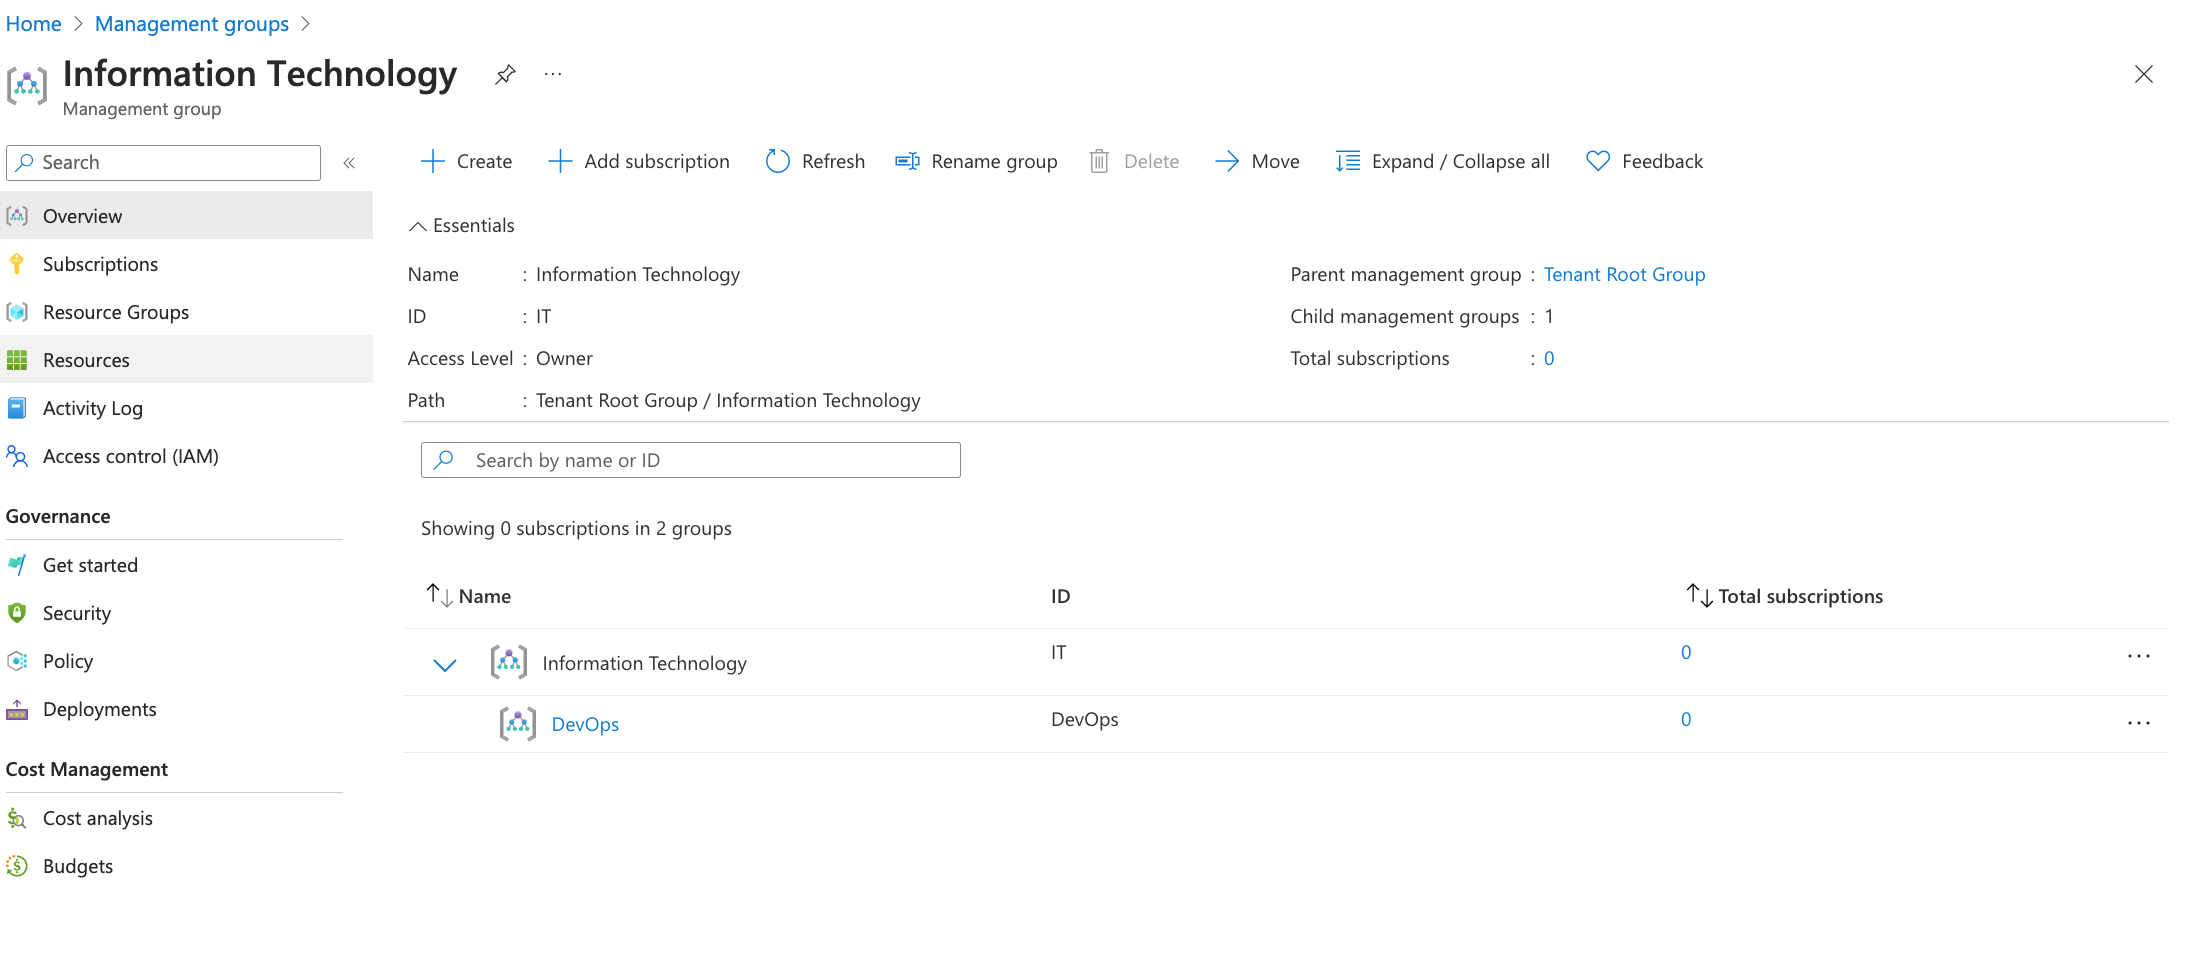 Home > Management groups >
Information Technology ...
Management group
Search «
Overview
Subscriptions
Resource Groups
Resources
Activity Log
Access control (IAM)
Governance
Get started
Security
Policy
Deployments
Cost Management
Cost analysis
Budgets
Create Add subscription Refresh Rename group Delete Move Expand / Collapse all Feedback
Essentials
Name : Information Technology
ID : IT
Access Level : Owner
Path : Tenant Root Group / Information Technology
Parent management group : Tenant Root Group
Child management groups : 1
Total subscriptions : 0
Search by name or ID
Showing 0 subscriptions in 2 groups
Name ID Total subscriptions
Information Technology IT 0 ...
DevOps DevOps 0 ...